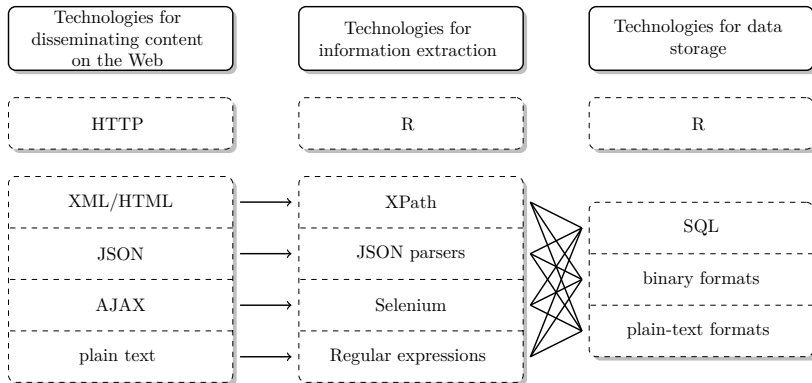 Technologies for
disseminating content
on the Web
Technologies for
information extraction
Technologies for data
storage
HTTP
R
R
XML/HTML
JSON
AJAX
plain text
XPath
JSON parsers
Selenium
Regular expressions
SQL
binary formats
plain-text formats